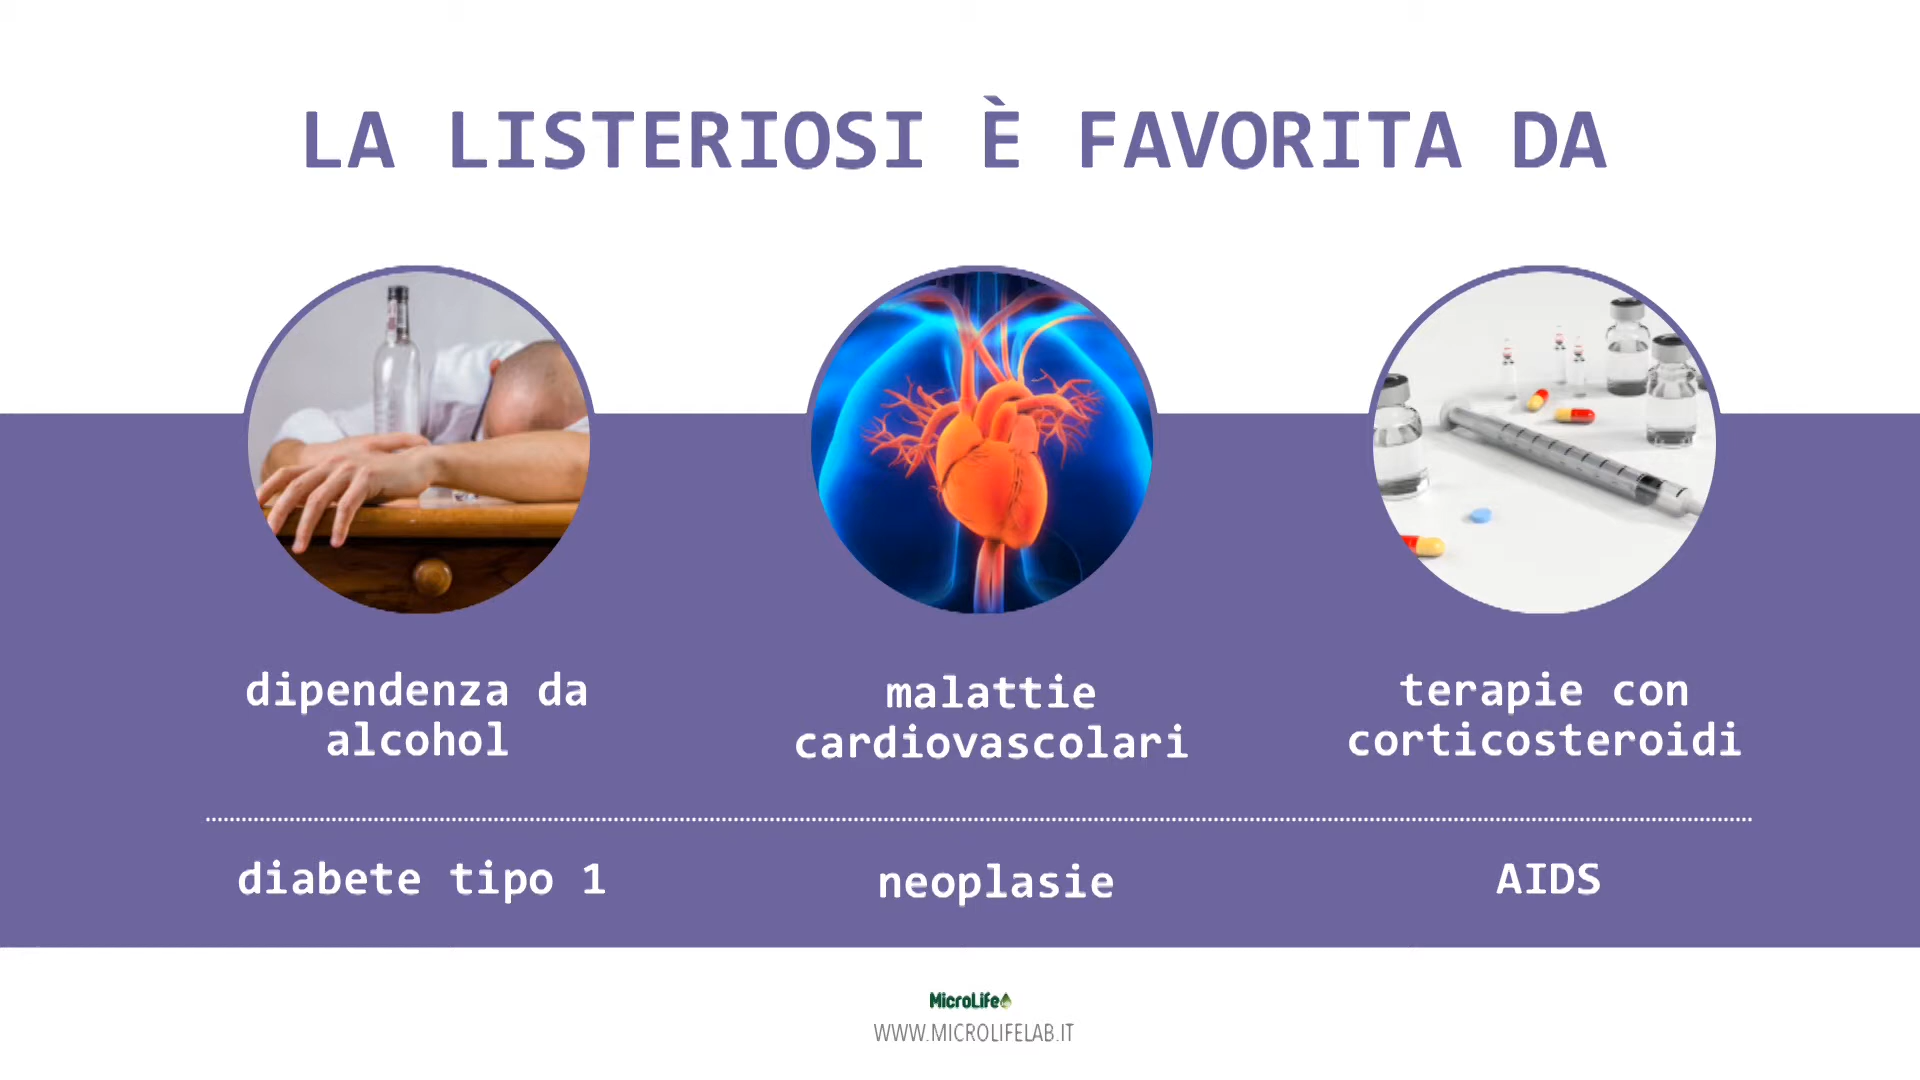 LA LISTERIOSI È FAVORITA DA
dipendenza da
alcohol
malattie
cardiovascolari
terapie con
corticosteroidi
diabete tipo 1
neoplasie
AIDS
MicroLife
WWW.MICROLIFELAB.IT